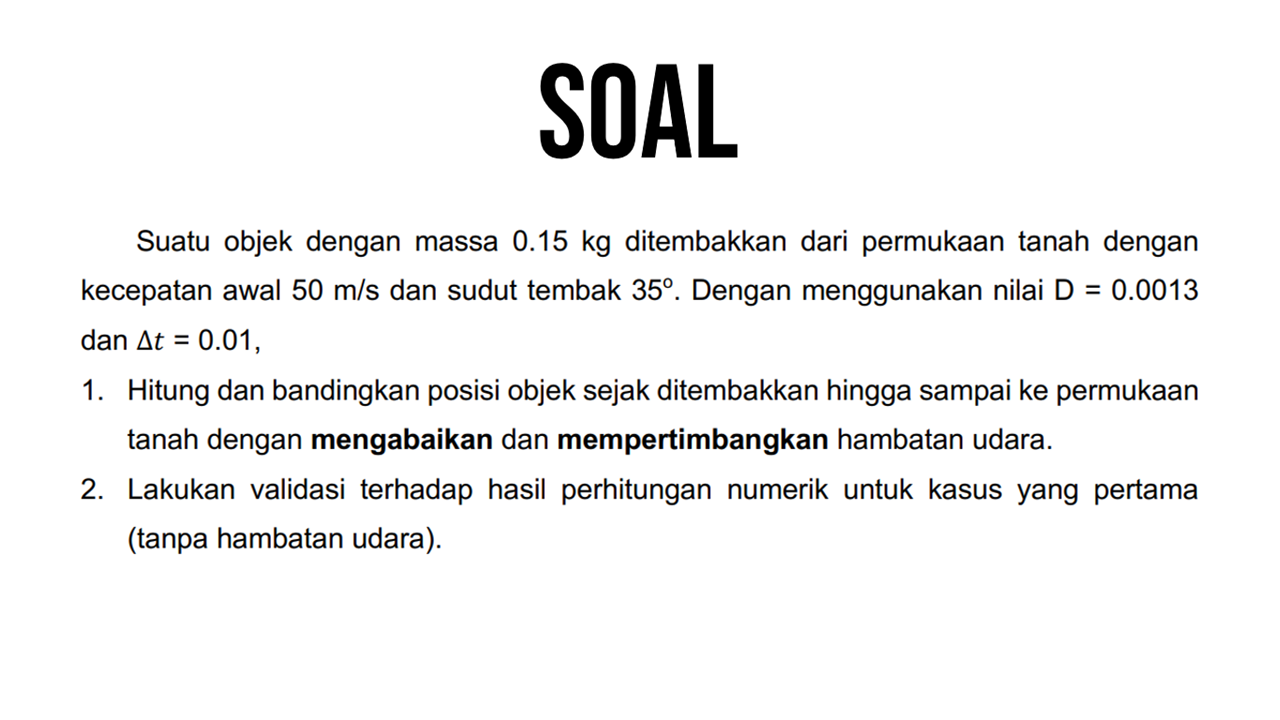 SOAL
Suatu objek dengan massa 0.15 kg ditembakkan dari permukaan tanah dengan
kecepatan awal 50 m/s dan sudut tembak 35º. Dengan menggunakan nilai D = 0.0013
dan Δt = 0.01,
1. Hitung dan bandingkan posisi objek sejak ditembakkan hingga sampai ke permukaan
tanah dengan mengabaikan dan mempertimbangkan hambatan udara.
2. Lakukan validasi terhadap hasil perhitungan numerik untuk kasus yang pertama
(tanpa hambatan udara).